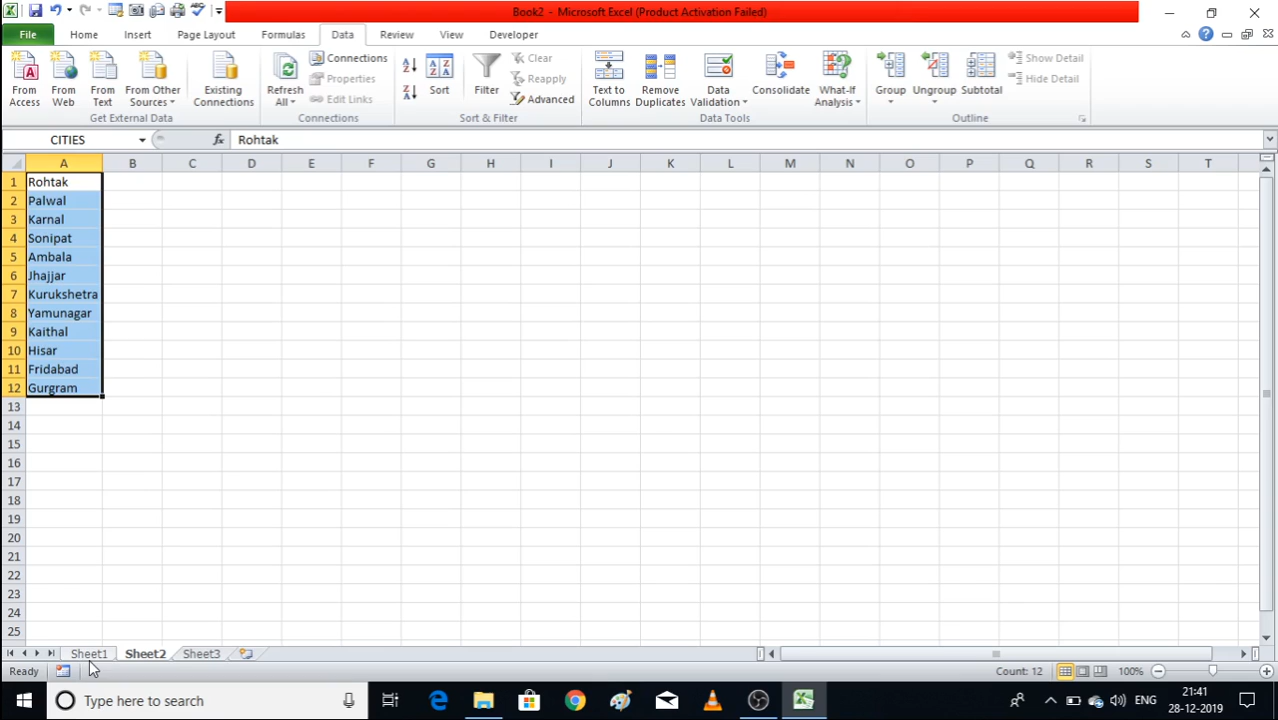 Book2 - Microsoft Excel (Product Activation Failed)
File Home Insert Page Layout Formulas Data Review View Developer
From Access
From Web
From Text
From Other Sources
Existing Connections
Get External Data
Refresh All
Connections
Properties
Edit Links
Connections
Sort
Filter
Clear
Reapply
Advanced
Sort & Filter
Text to Columns
Remove Duplicates
Data Validation
Consolidate
What-If Analysis
Data Tools
Group
Ungroup
Subtotal
Show Detail
Hide Detail
Outline
CITIES fx Rohtak
A B C D E F G H I J K L M N O P Q R S T
1 Rohtak
2 Palwal
3 Karnal
4 Sonipat
5 Ambala
6 Jhajjar
7 Kurukshetra
8 Yamunagar
9 Kaithal
10 Hisar
11 Fridabad
12 Gurgram
13
14
15
16
17
18
19
20
21
22
23
24
25
Sheet1 Sheet2 Sheet3
Ready Count: 12 100%
Type here to search ENG 21:41
28-12-2019